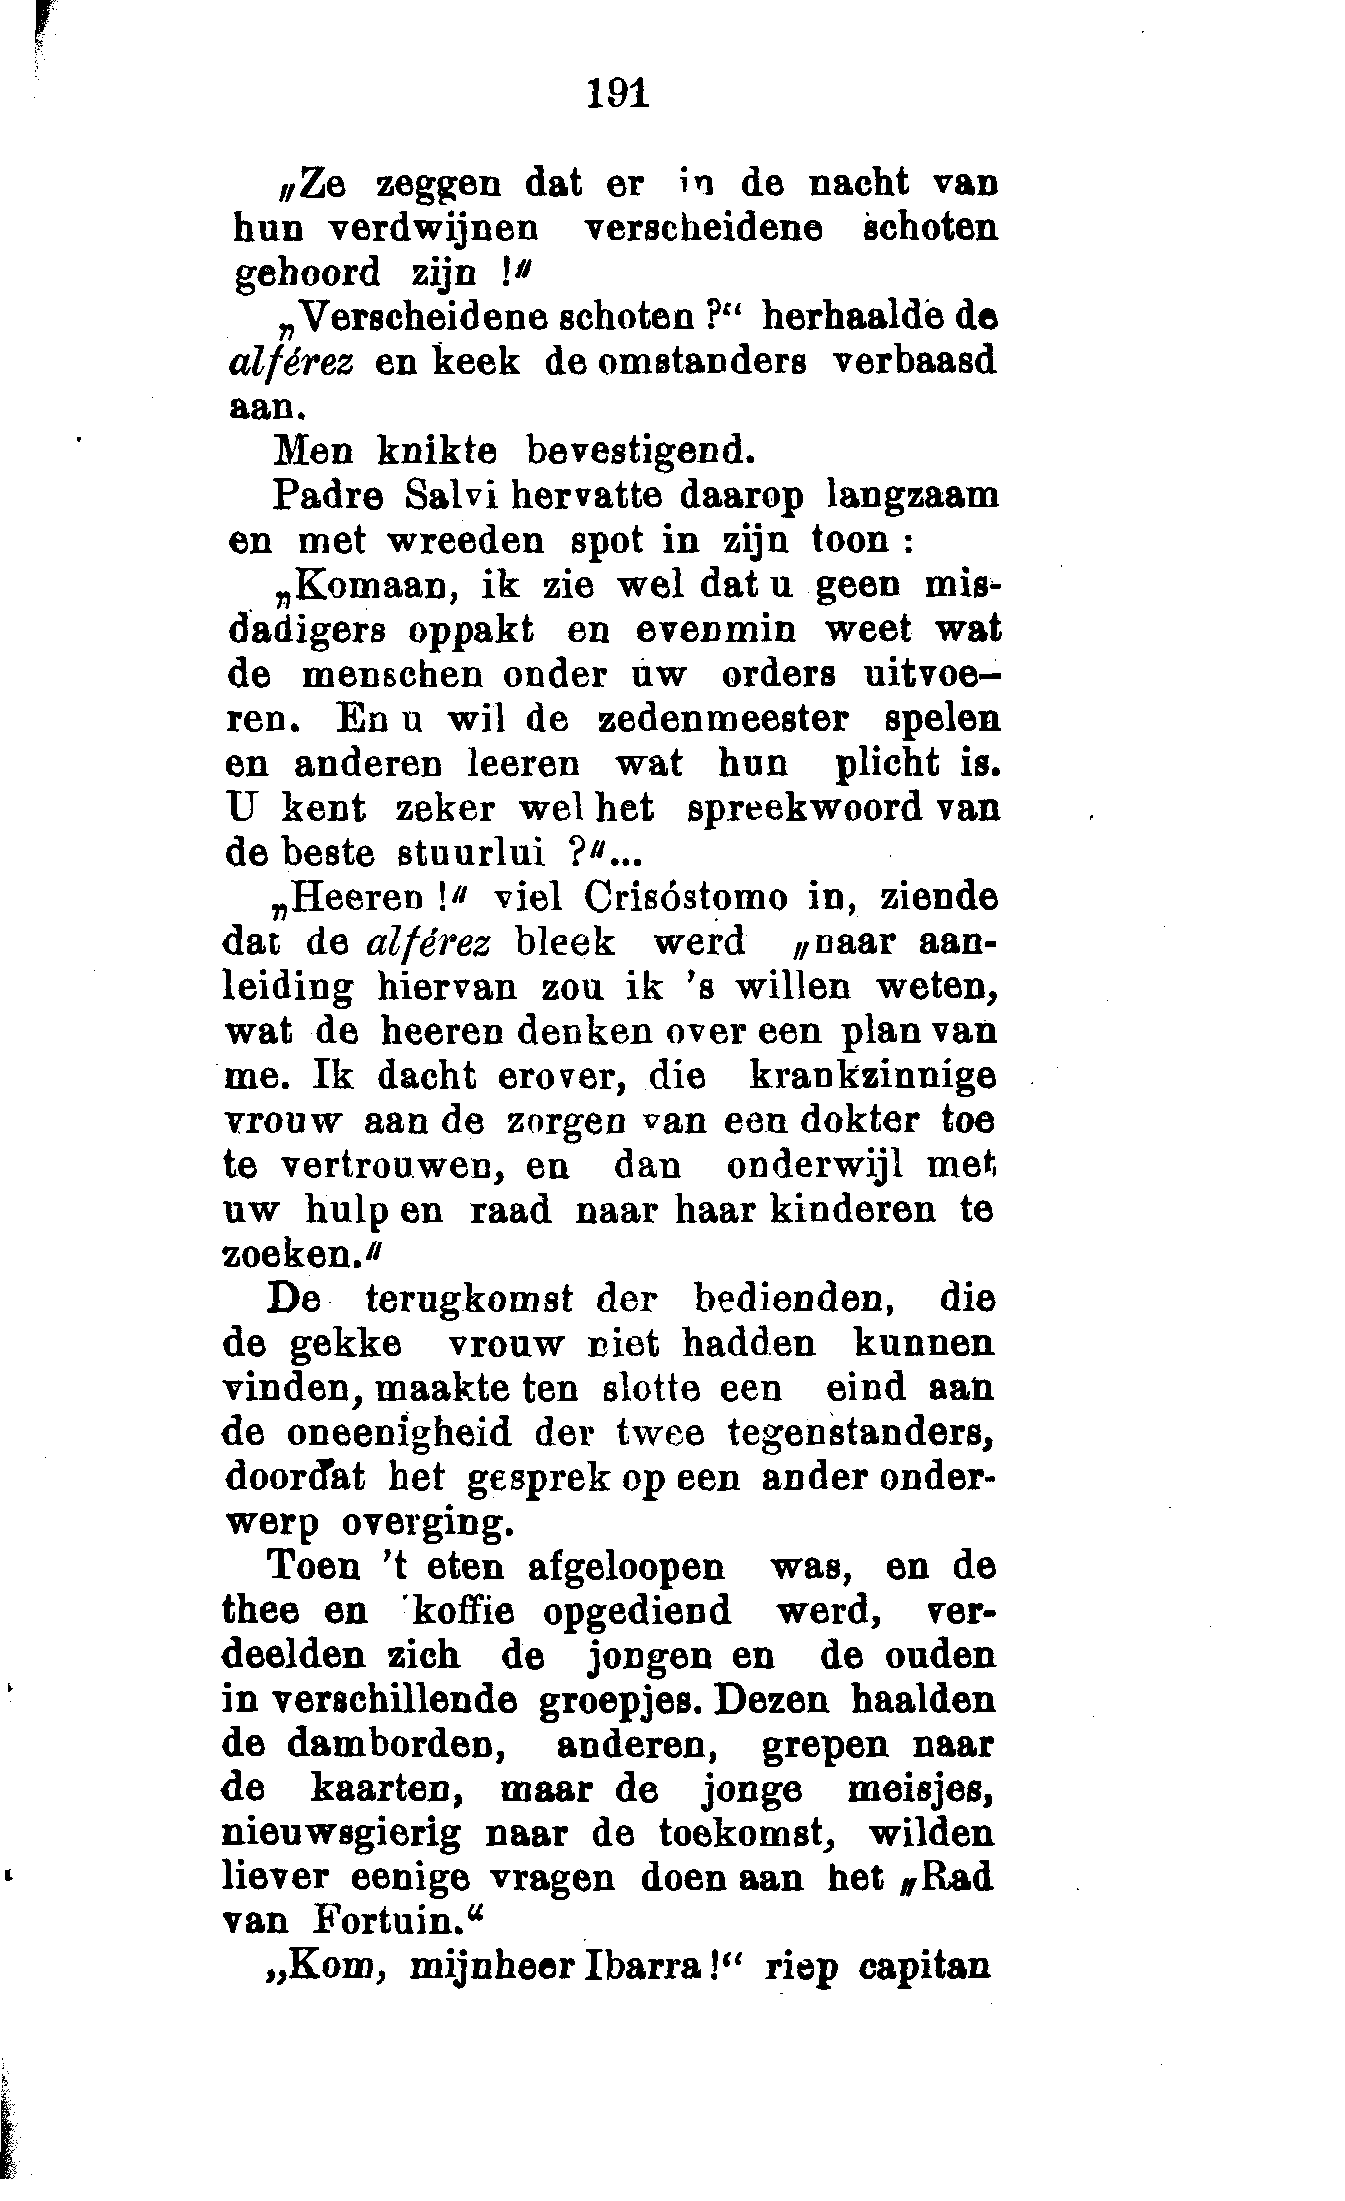 191
„Ze zeggen dat er in de nacht van
hun verdwijnen verscheidene schoten
gehoord zijn !"
„Verscheidene schoten ?“ herhaalde de
alférez en keek de omstanders verbaasd
aan.
Men knikte bevestigend.
Padre Salvi hervatte daarop langzaam
en met wreeden spot in zijn toon :
„Komaan, ik zie wel dat u geen mis-
dadigers oppakt en evenmin weet wat
de menschen onder uw orders uitvoe-
ren. En u wil de zedenmeester spelen
en anderen leeren wat hun plicht is.
U kent zeker wel het spreekwoord van
de beste stuurlui ?"...
„Heeren !" viel Crisóstomo in, ziende
dat de alférez bleek werd „naar aan-
leiding hiervan zou ik 's willen weten,
wat de heeren denken over een plan van
me. Ik dacht erover, die krankzinnige
vrouw aan de zorgen van een dokter toe
te vertrouwen, en dan onderwijl met
uw hulp en raad naar haar kinderen te
zoeken."
De terugkomst der bedienden, die
de gekke vrouw niet hadden kunnen
vinden, maakte ten slotte een eind aan
de oneenigheid der twee tegenstanders,
doordat het gesprek op een ander onder-
werp overging.
Toen 't eten afgeloopen was, en de
thee en koffie opgediend werd, ver-
deelden zich de jongen en de ouden
in verschillende groepjes. Dezen haalden
de damborden, anderen, grepen naar
de kaarten, maar de jonge meisjes,
nieuwsgierig naar de toekomst, wilden
liever eenige vragen doen aan het „Rad
van Fortuin.“
„Kom, mijnheer Ibarra !“ riep capitan